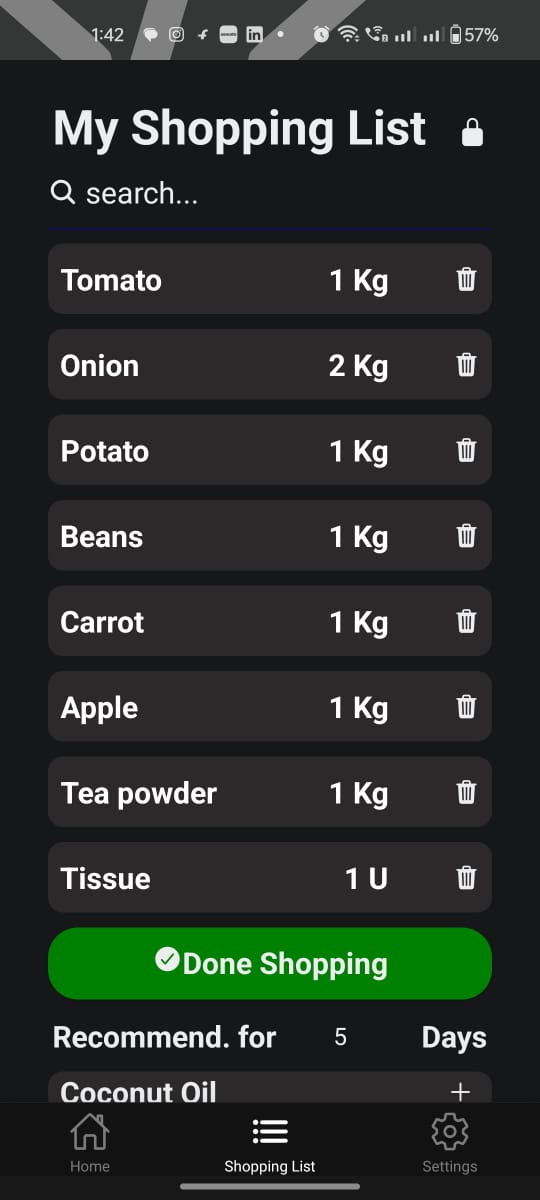 1:42
57%
My Shopping List
search...
Tomato 1 Kg
Onion 2 Kg
Potato 1 Kg
Beans 1 Kg
Carrot 1 Kg
Apple 1 Kg
Tea powder 1 Kg
Tissue 1 U
Done Shopping
Recommend. for 5 Days
Coconut Oil +
Home Shopping List Settings